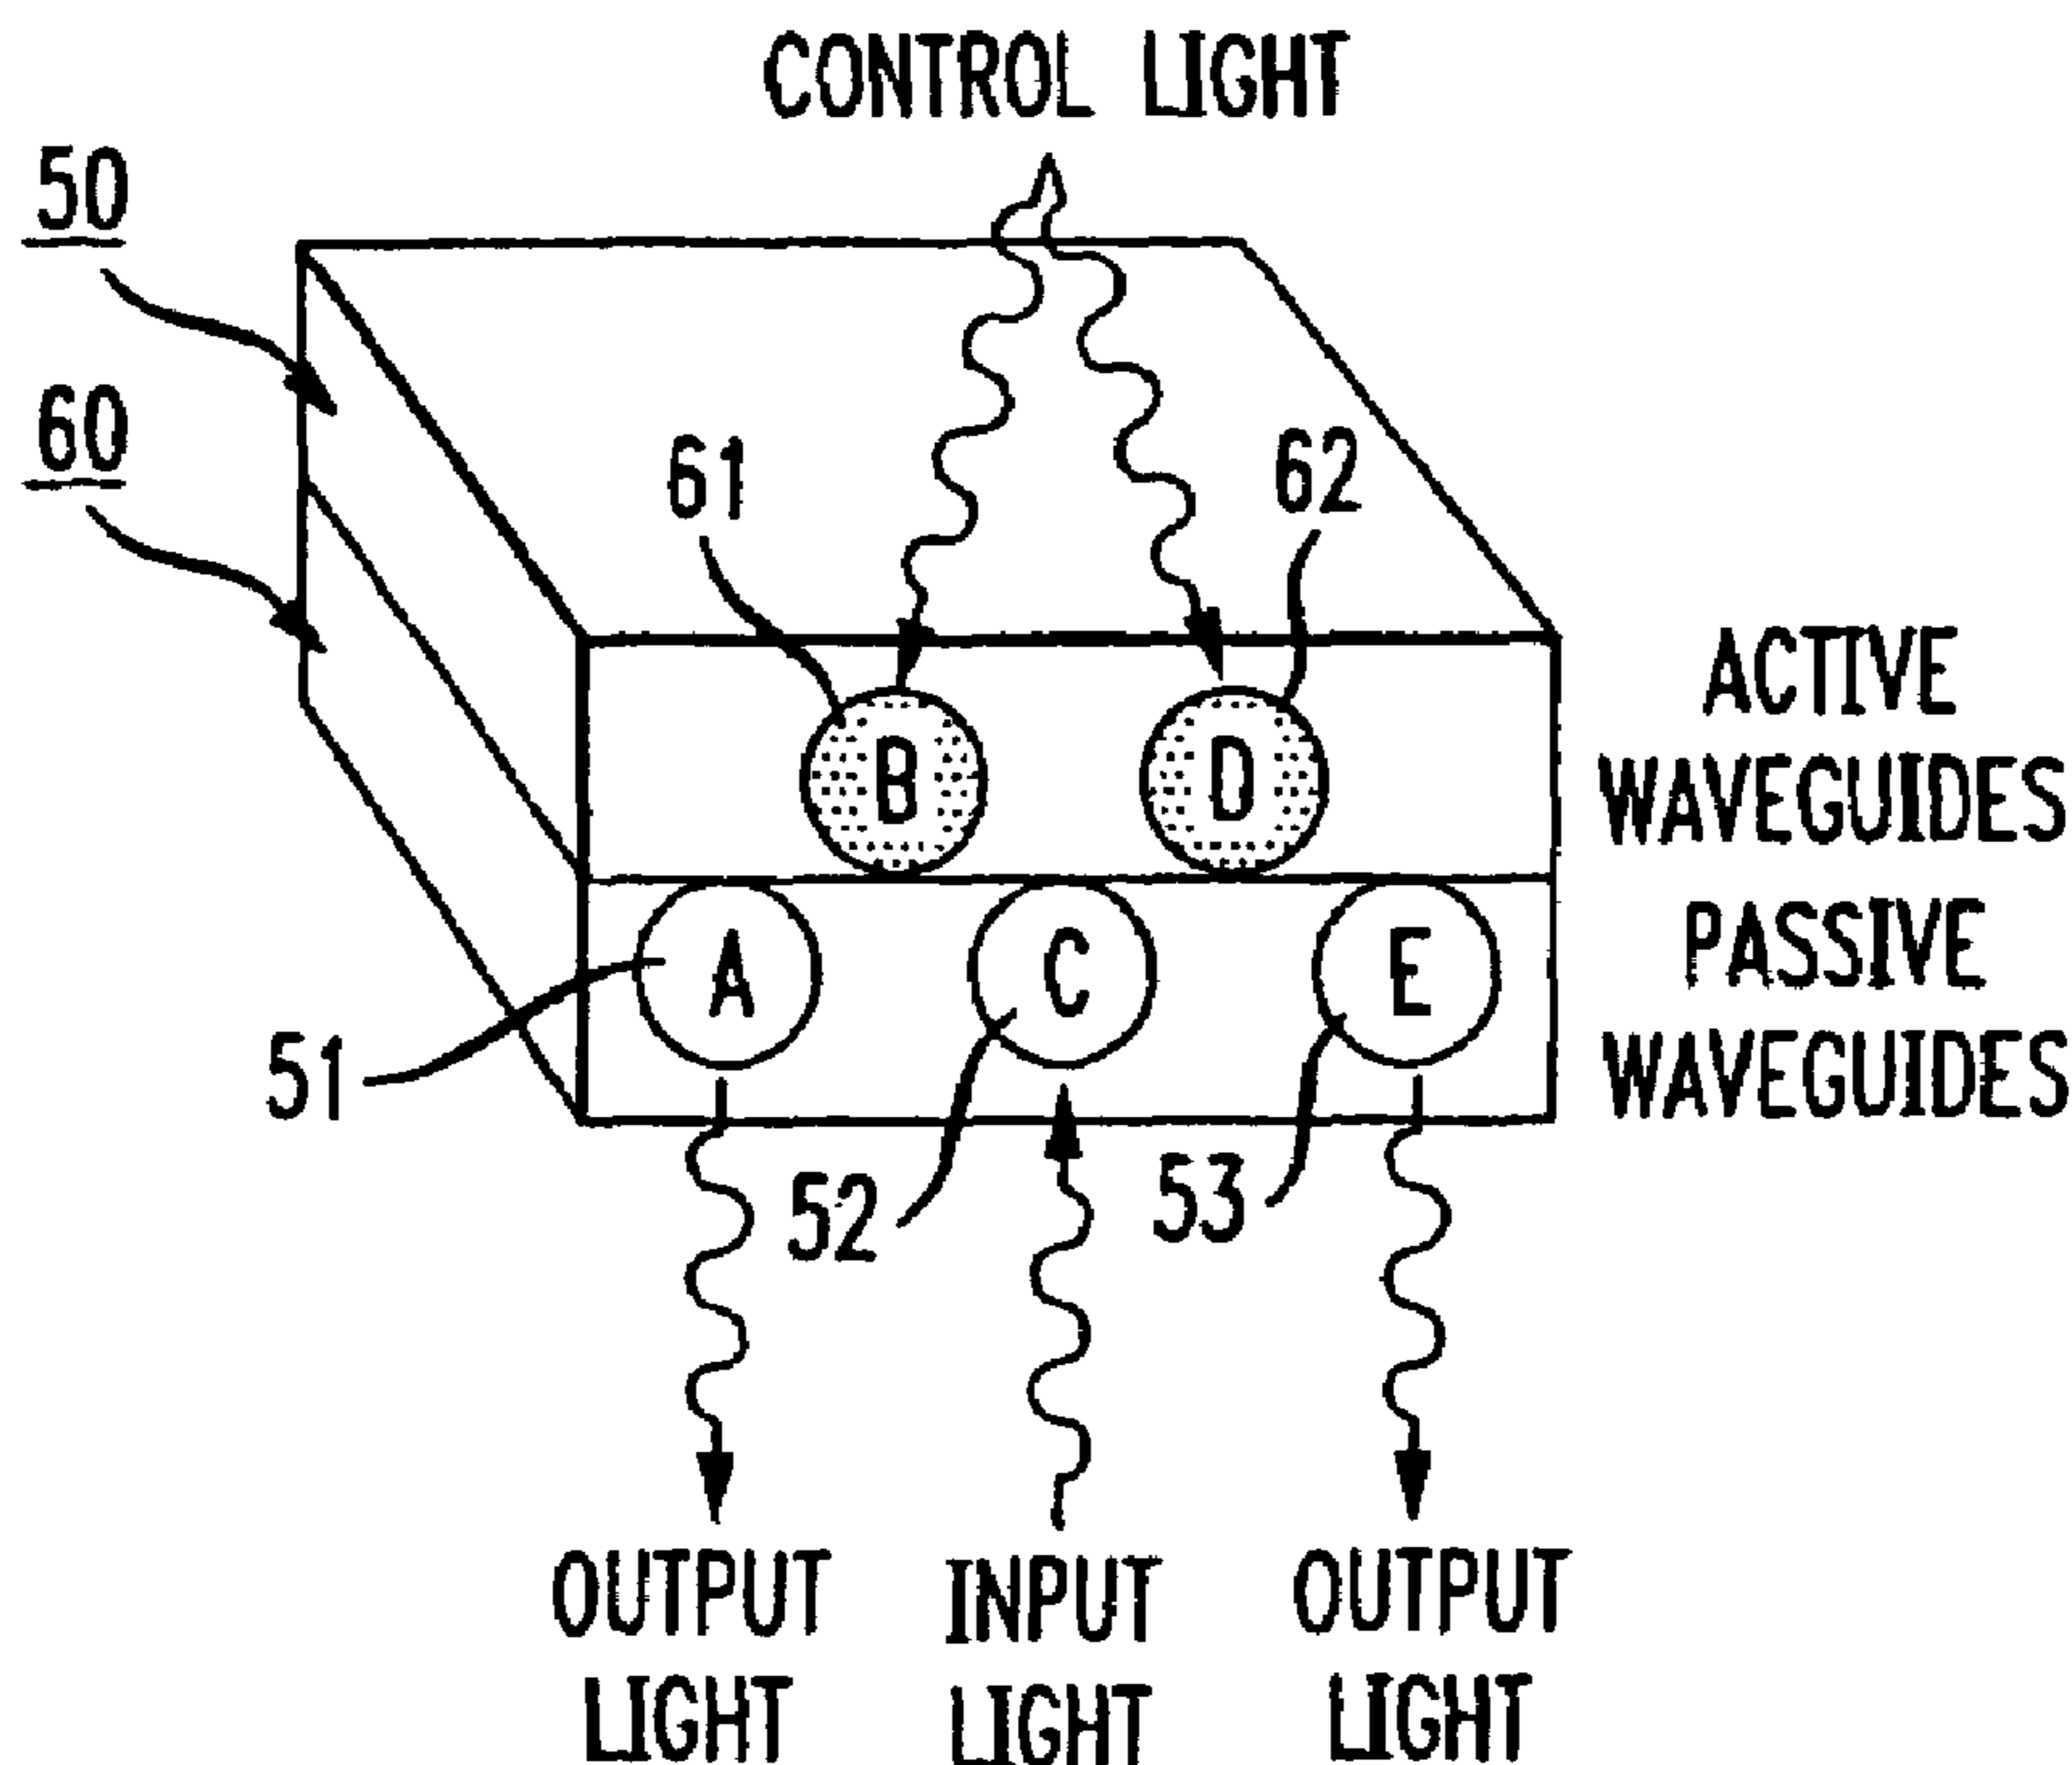 CONTROL LIGHT
50
60
61
62
B
D
ACTIVE
WAVEGUIDES
A
C
E
PASSIVE
WAVEGUIDES
51
52
53
OUTPUT
LIGHT
INPUT
LIGHT
OUTPUT
LIGHT